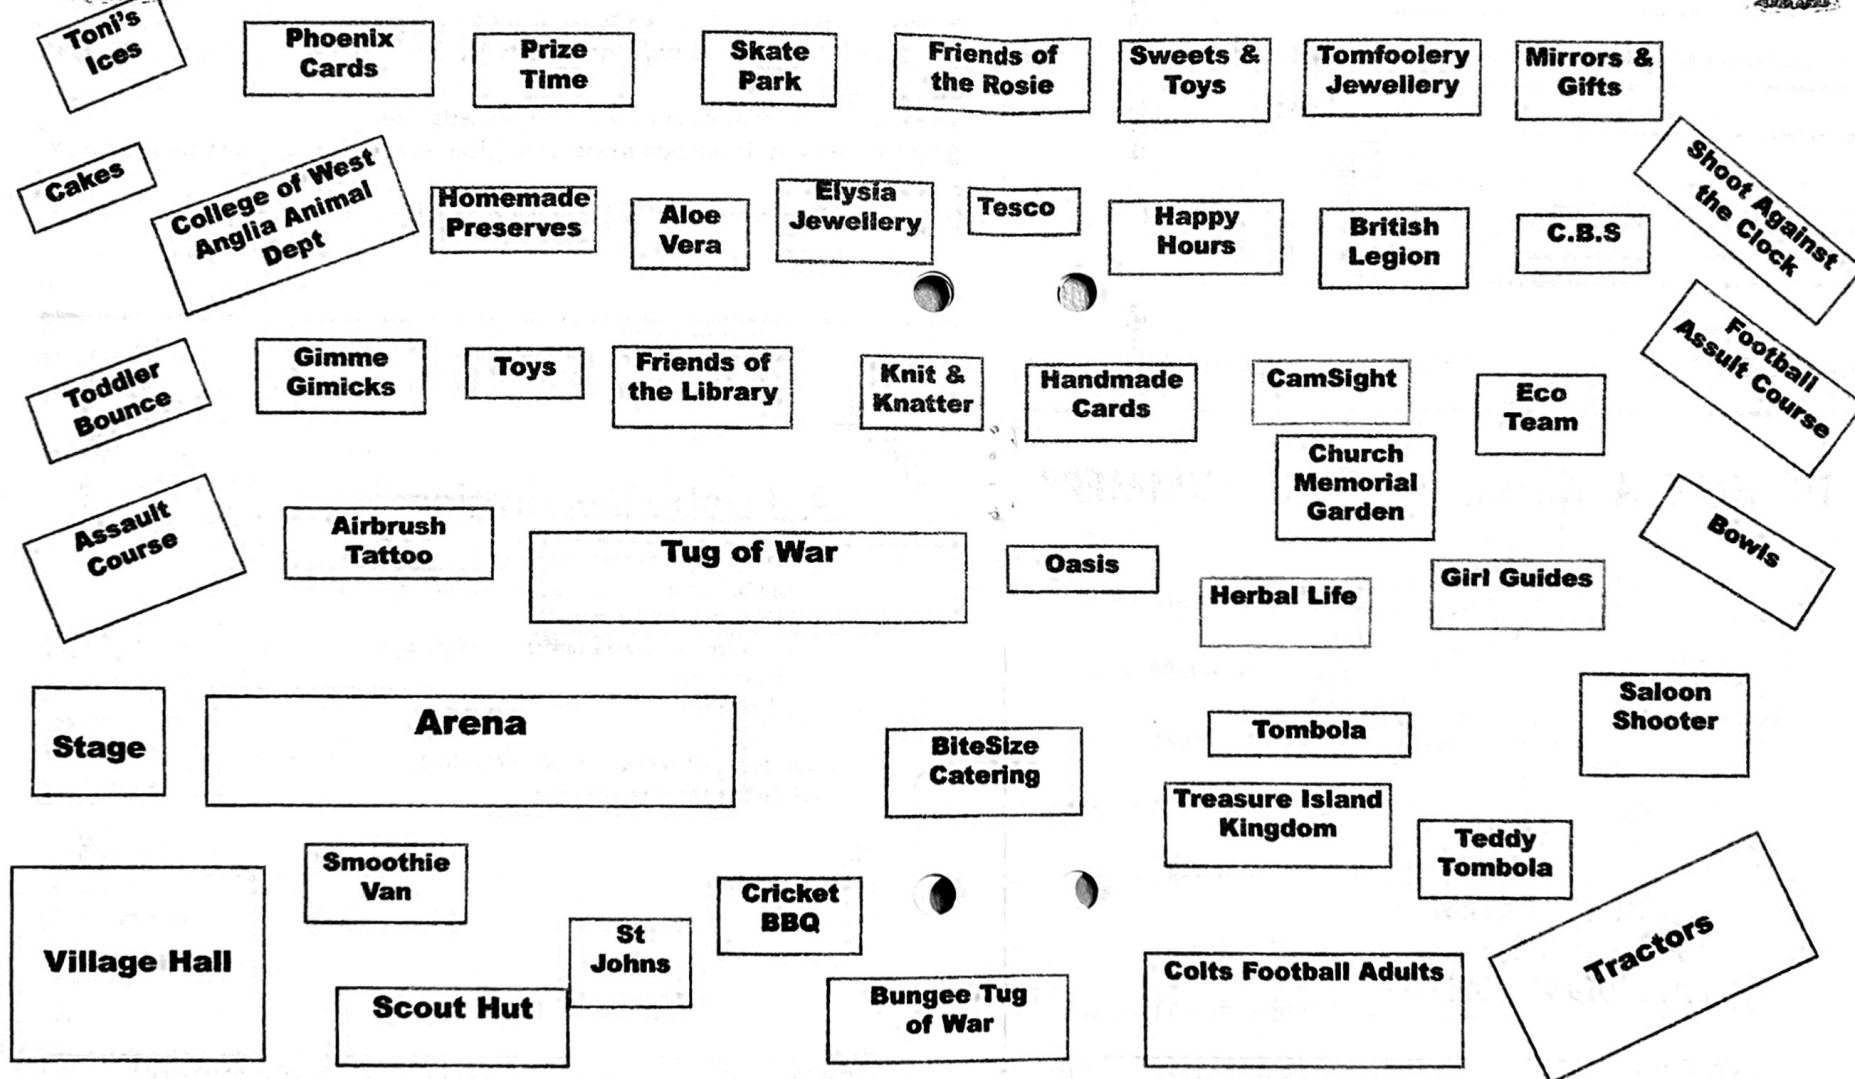 Toni's
Ices
Phoenix
Cards
Prize
Time
Skate
Park
Friends of
the Rosie
Sweets &
Toys
Tomfoolery
Jewellery
Mirrors &
Gifts
Cakes
College of West
Anglia Animal
Dept
Homemade
Preserves
Aloe
Vera
Elysia
Jewellery
Tesco
Happy
Hours
British
Legion
C.B.S
Shoot Against
the Clock
Toddler
Bounce
Gimme
Gimicks
Toys
Friends of
the Library
Knit &
Knatter
Handmade
Cards
CamSight
Eco
Team
Football
Assult Course
Church
Memorial
Garden
Assault
Course
Airbrush
Tattoo
Tug of War
Oasis
Herbal Life
Girl Guides
Bowls
Stage
Arena
BiteSize
Catering
Tombola
Saloon
Shooter
Treasure Island
Kingdom
Teddy
Tombola
Smoothie
Van
Cricket
BBQ
Village Hall
St
Johns
Scout Hut
Bungee Tug
of War
Colts Football Adults
Tractors